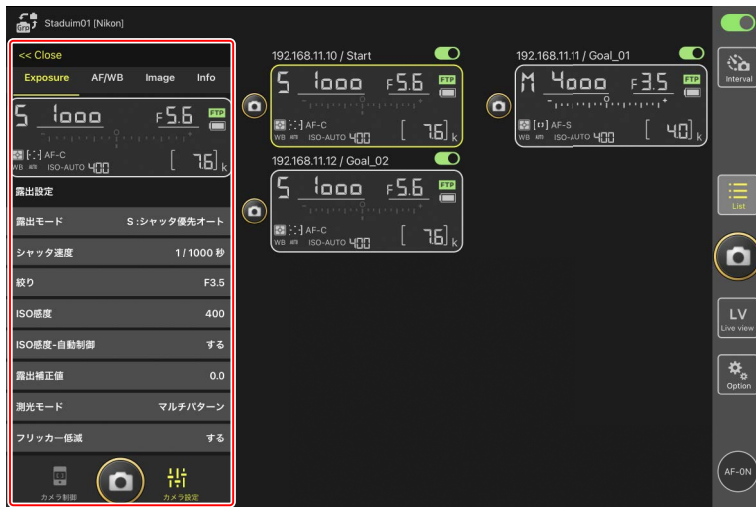 Grp
Staduim01 [Nikon]
<< Close
Exposure AF/WB Image Info
S 1000 F5.6 FTP
AF-C
WB ISO-AUTO 400 [ 7.6] k
露出設定
露出モード S:シャッタ優先オート
シャッタ速度 1/1000 秒
絞り F3.5
ISO感度 400
ISO感度-自動制御 する
露出補正値 0.0
測光モード マルチパターン
フリッカー低減 する
カメラ制御 カメラ設定
192.168.11.10 / Start
S 1000 F5.6 FTP
AF-C
WB ISO-AUTO 400 [ 7.6] k
192.168.11.11 / Goal_01
M 4000 F3.5 FTP
AF-S
WB ISO-AUTO 400 [ 4.0] k
192.168.11.12 / Goal_02
S 1000 F5.6 FTP
AF-C
WB ISO-AUTO 400 [ 7.6] k
Interval
List
LV
Live view
Option
AF-ON